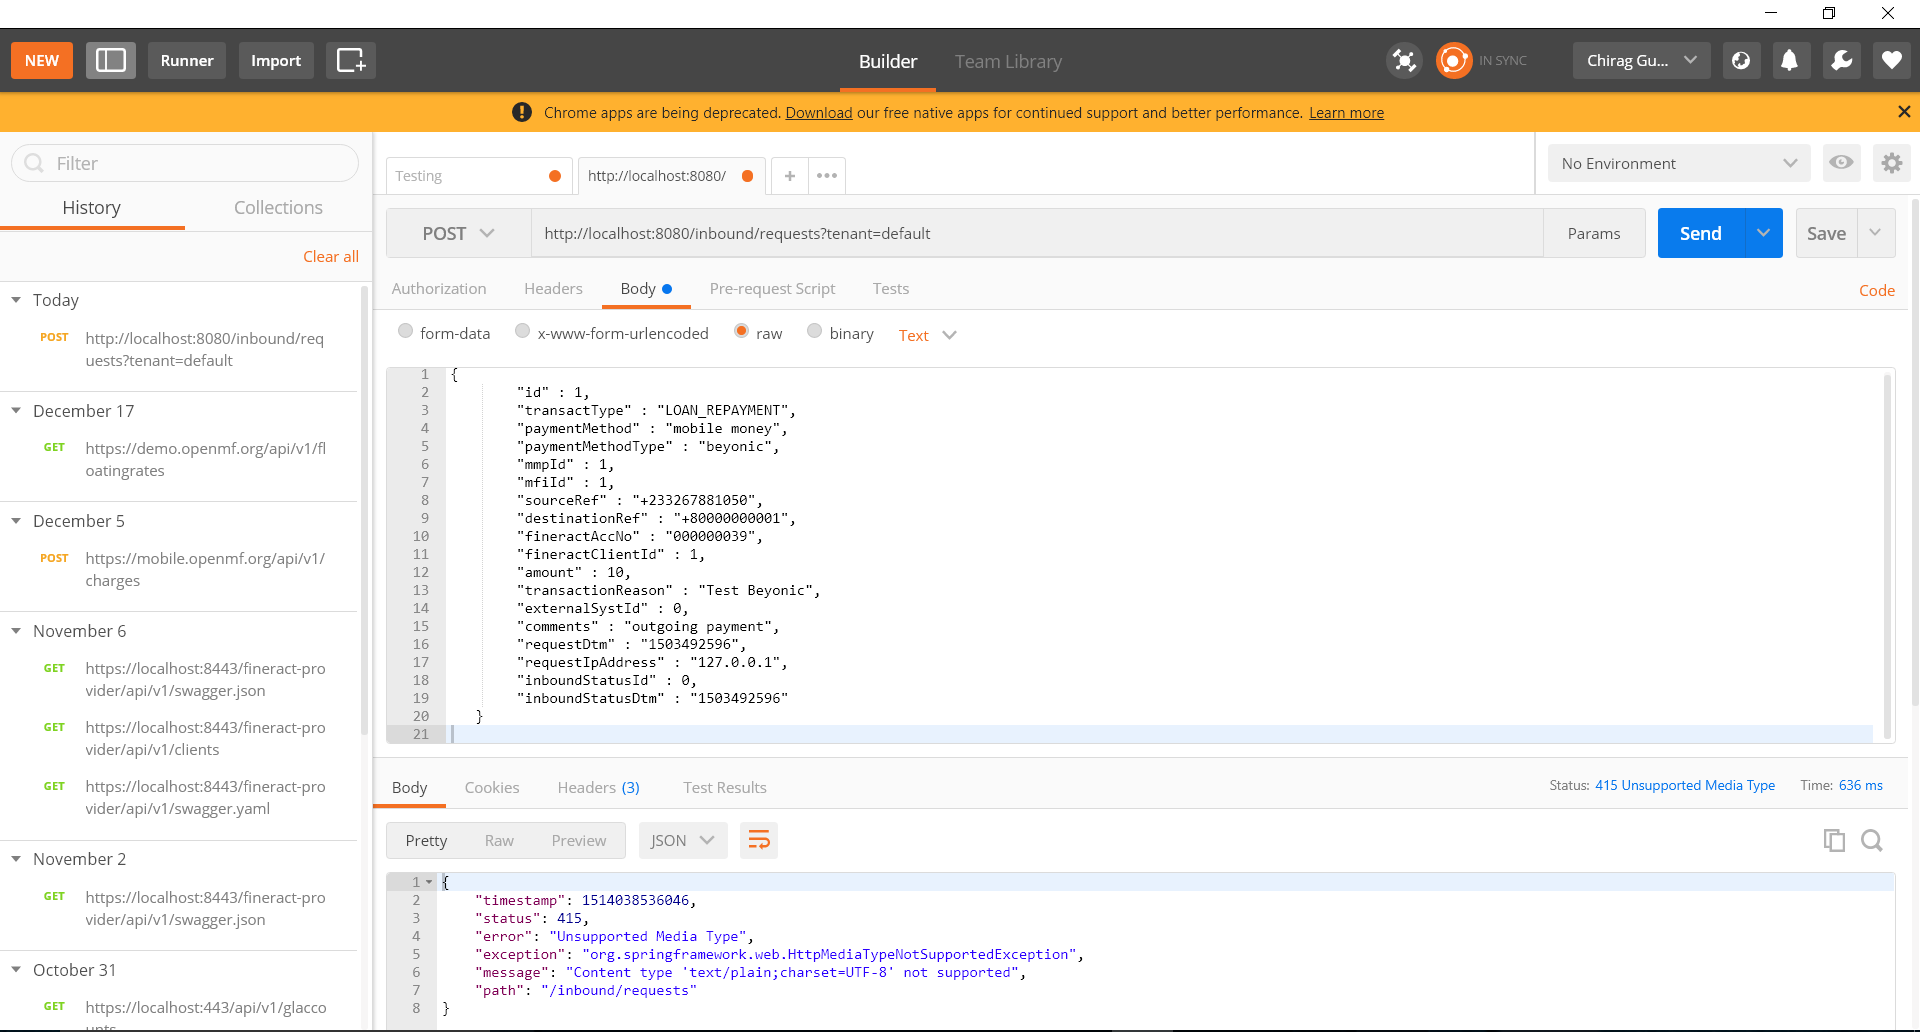 NEW
Runner
Import
Builder
Team Library
IN SYNC
Chirag Gu...
Chrome apps are being deprecated. Download our free native apps for continued support and better performance. Learn more
Filter
History
Collections
Clear all
Today
POST
http://localhost:8080/inbound/req
uests?tenant=default
December 17
GET
https://demo.openmf.org/api/v1/fl
oatingrates
December 5
POST
https://mobile.openmf.org/api/v1/
charges
November 6
GET
https://localhost:8443/fineract-pro
vider/api/v1/swagger.json
GET
https://localhost:8443/fineract-pro
vider/api/v1/clients
GET
https://localhost:8443/fineract-pro
vider/api/v1/swagger.yaml
November 2
GET
https://localhost:8443/fineract-pro
vider/api/v1/swagger.json
October 31
GET
https://localhost:443/api/v1/glacco
unts
Testing
http://localhost:8080/
No Environment
POST
http://localhost:8080/inbound/requests?tenant=default
Params
Send
Save
Authorization
Headers
Body
Pre-request Script
Tests
Code
form-data
x-www-form-urlencoded
raw
binary
Text
1 {
2 "id" : 1,
3 "transactType" : "LOAN_REPAYMENT",
4 "paymentMethod" : "mobile money",
5 "paymentMethodType" : "beyonic",
6 "mmpId" : 1,
7 "mfiId" : 1,
8 "sourceRef" : "+233267881050",
9 "destinationRef" : "+80000000001",
10 "fineractAccNo" : "000000039",
11 "fineractClientId" : 1,
12 "amount" : 10,
13 "transactionReason" : "Test Beyonic",
14 "externalSystId" : 0,
15 "comments" : "outgoing payment",
16 "requestDtm" : "1503492596",
17 "requestIpAddress" : "127.0.0.1",
18 "inboundStatusId" : 0,
19 "inboundStatusDtm" : "1503492596"
20 }
21
Body
Cookies
Headers (3)
Test Results
Status: 415 Unsupported Media Type
Time: 636 ms
Pretty
Raw
Preview
JSON
1 {
2 "timestamp": 1514038536046,
3 "status": 415,
4 "error": "Unsupported Media Type",
5 "exception": "org.springframework.web.HttpMediaTypeNotSupportedException",
6 "message": "Content type 'text/plain;charset=UTF-8' not supported",
7 "path": "/inbound/requests"
8 }